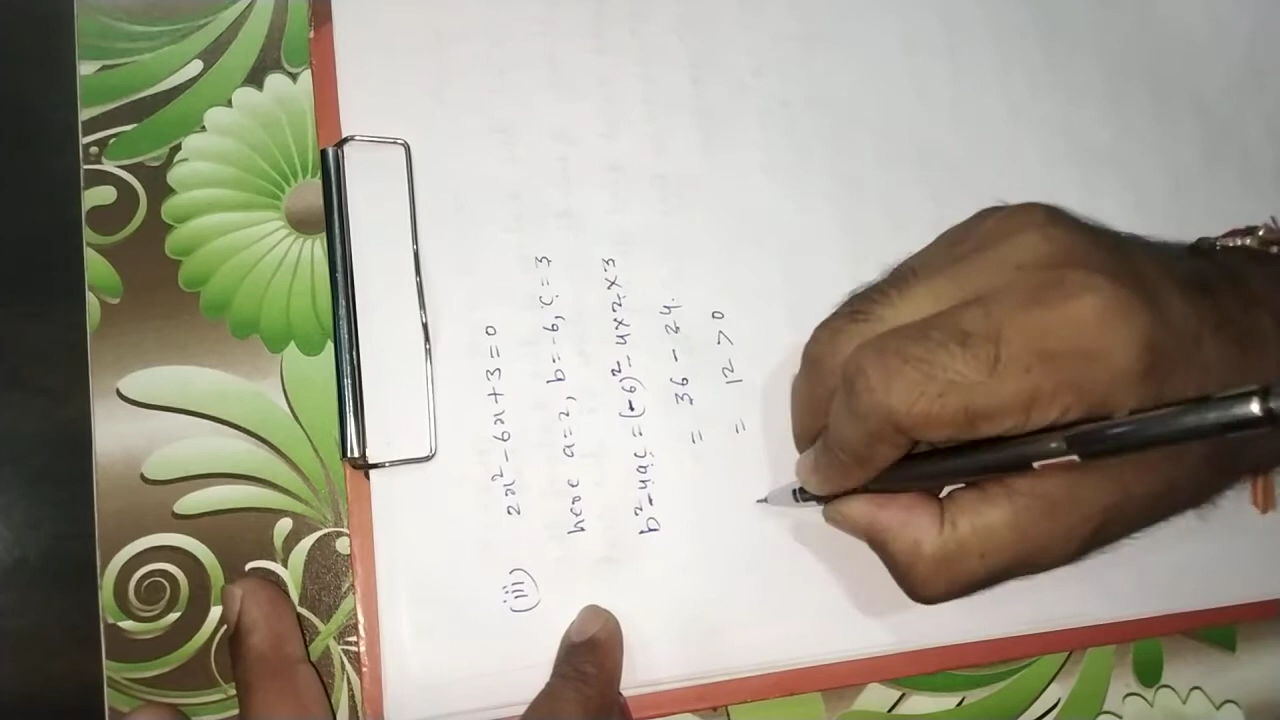 (iii) 2x² - 6x + 3 = 0
here a = 2, b = -6, c = 3
b² - 4ac = (-6)² - 4 × 2 × 3
= 36 - 24.
= 12 > 0